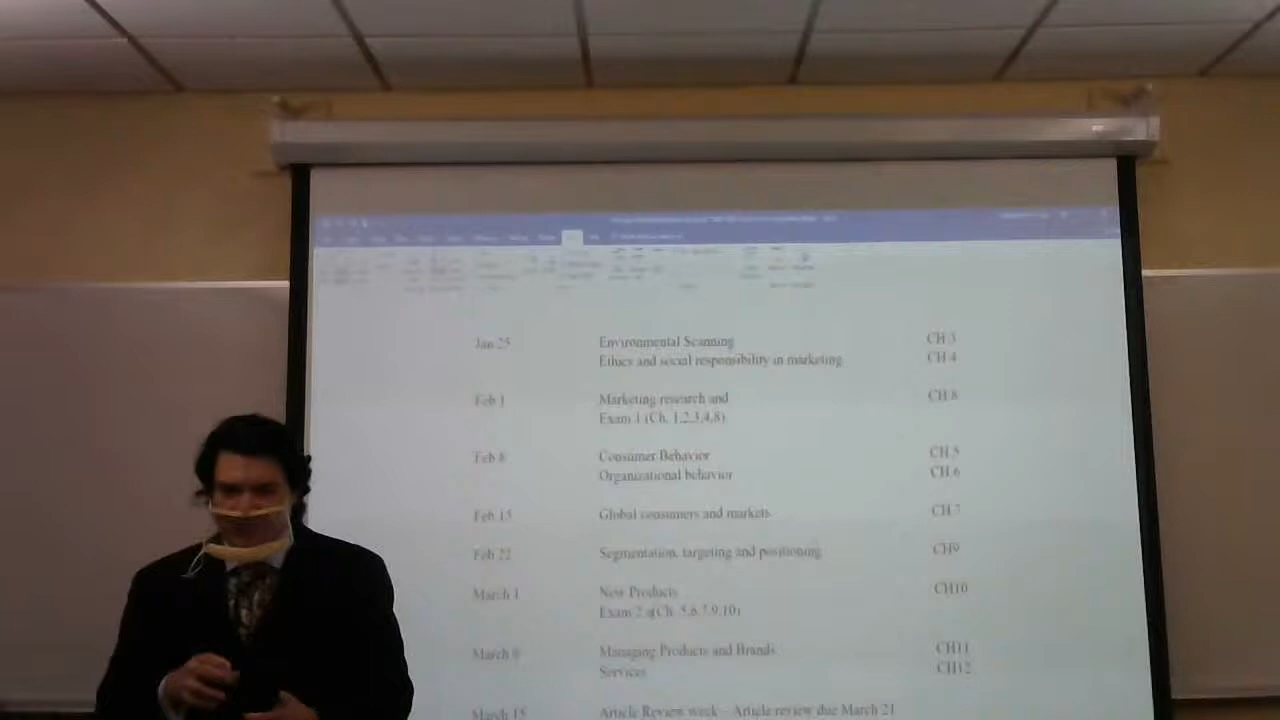 Jan 25 Environmental Scanning CH 3
Ethics and social responsibility in marketing CH 4
Feb 1 Marketing research and CH 8
Exam 1 (Ch. 1,2,3,4,8)
Feb 8 Consumer Behavior CH 5
Organizational behavior CH 6
Feb 15 Global consumers and markets CH 7
Feb 22 Segmentation, targeting and positioning CH9
March 1 New Products CH10
Exam 2 (Ch. 5,6,7,9,10)
March 8 Managing Products and Brands CH11
Services CH12
March 15 Article Review week – Article review due March 21